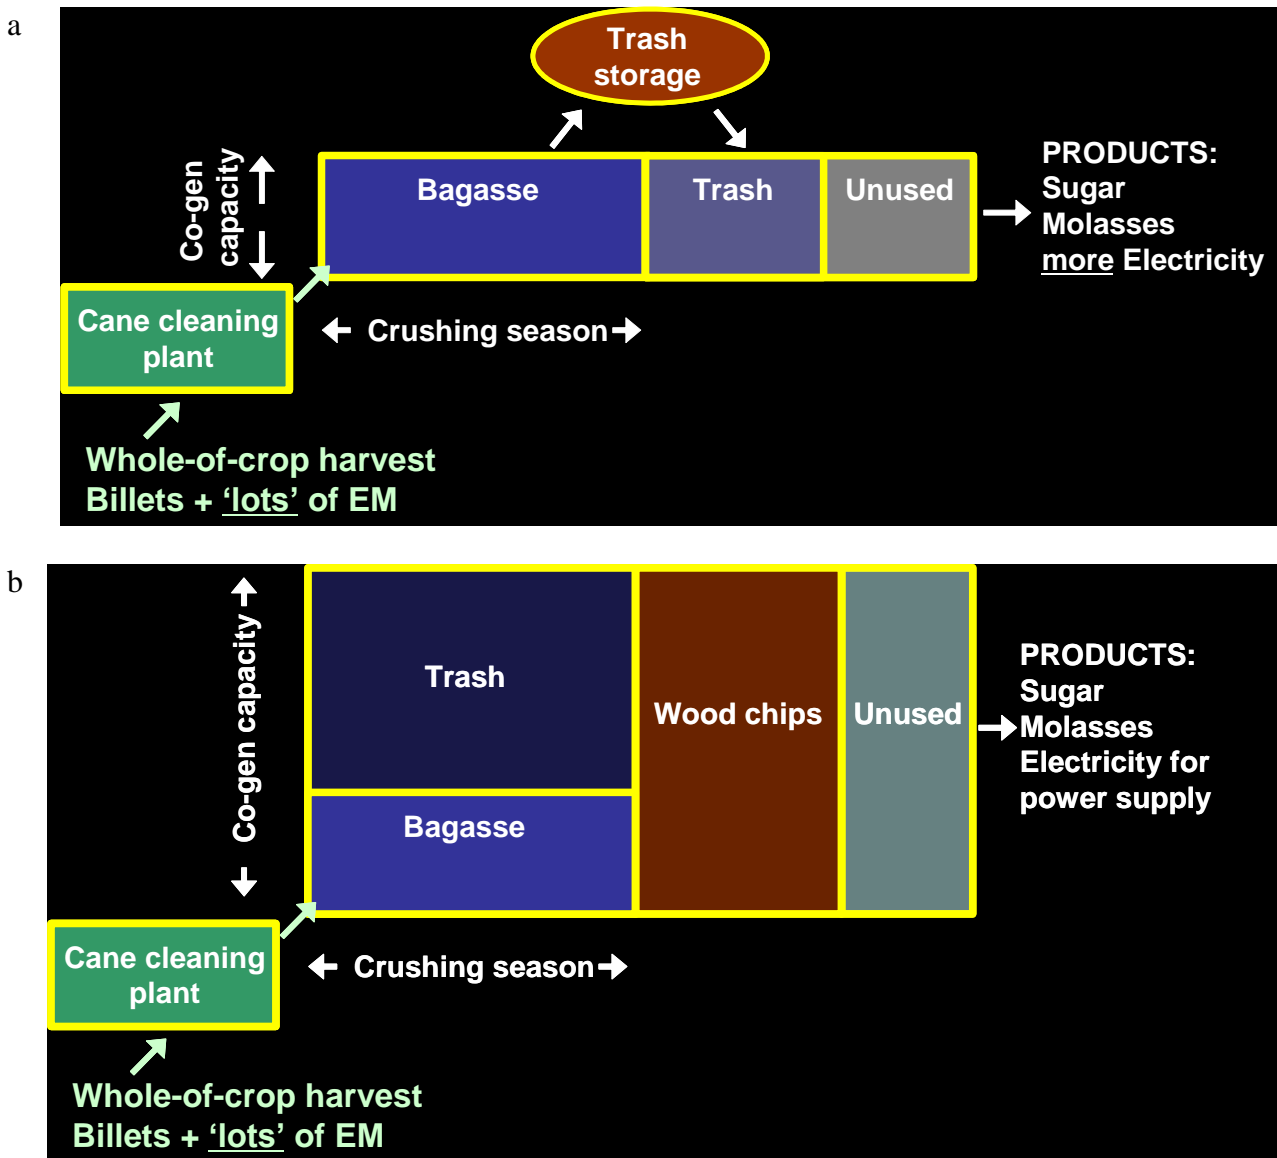 a
Trash
storage
Co-gen
capacity
Bagasse
Trash
Unused
PRODUCTS:
Sugar
Molasses
more Electricity
Cane cleaning
plant
Crushing season
Whole-of-crop harvest
Billets + ‘lots’ of EM
b
Co-gen capacity
Trash
Bagasse
Wood chips
Unused
PRODUCTS:
Sugar
Molasses
Electricity for
power supply
Cane cleaning
plant
Crushing season
Whole-of-crop harvest
Billets + ‘lots’ of EM